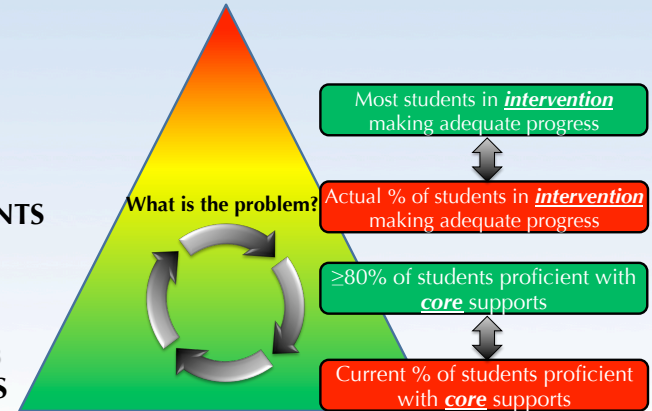 Most students in intervention
making adequate progress
NTS
What is the problem?
Actual % of students in intervention
making adequate progress
≥80% of students proficient with
core supports
S
Current % of students proficient
with core supports